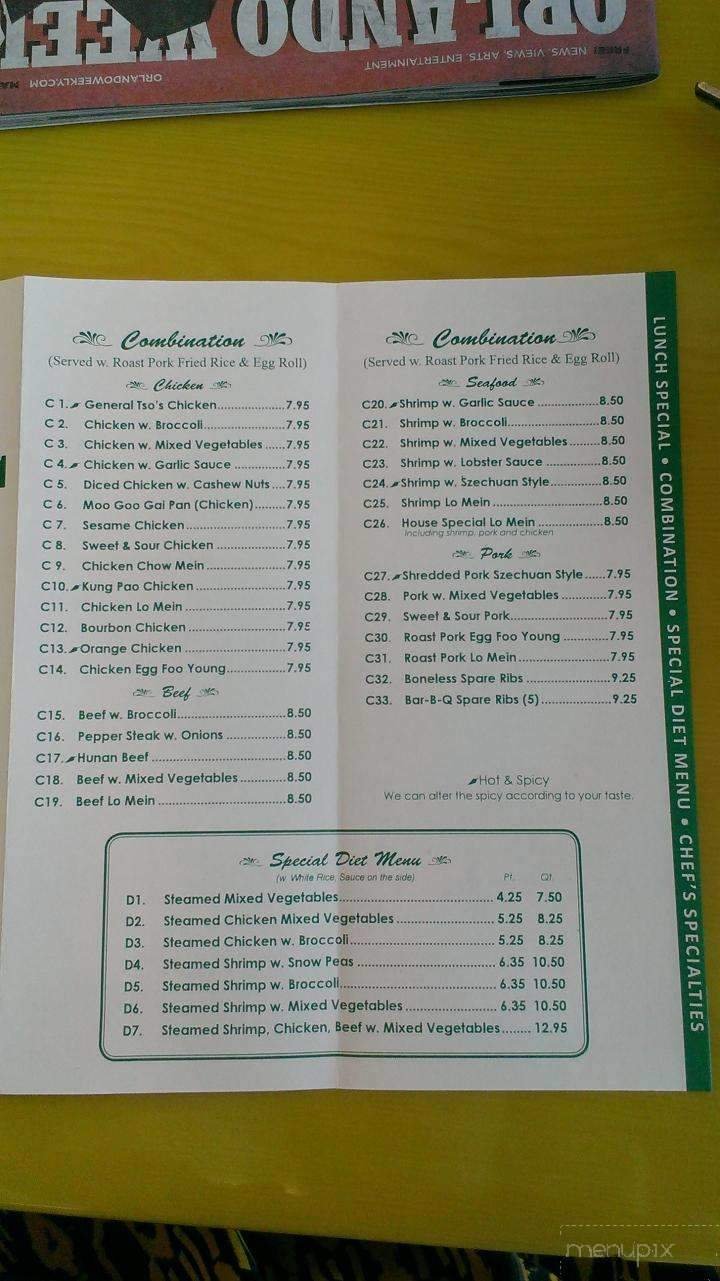 ORLANDO WEEK
FREE! NEWS. VIEWS. ARTS. ENTERTAINMENT
ORLANDOWEEKLY.COM
Combination
(Served w. Roast Pork Fried Rice & Egg Roll)
Chicken
C 1. General Tso's Chicken 7.95
C 2. Chicken w. Broccoli 7.95
C 3. Chicken w. Mixed Vegetables 7.95
C 4. Chicken w. Garlic Sauce 7.95
C 5. Diced Chicken w. Cashew Nuts 7.95
C 6. Moo Goo Gai Pan (Chicken) 7.95
C 7. Sesame Chicken 7.95
C 8. Sweet & Sour Chicken 7.95
C 9. Chicken Chow Mein 7.95
C10. Kung Pao Chicken 7.95
C11. Chicken Lo Mein 7.95
C12. Bourbon Chicken 7.95
C13. Orange Chicken 7.95
C14. Chicken Egg Foo Young 7.95
Beef
C15. Beef w. Broccoli 8.50
C16. Pepper Steak w. Onions 8.50
C17. Hunan Beef 8.50
C18. Beef w. Mixed Vegetables 8.50
C19. Beef Lo Mein 8.50
Combination
(Served w. Roast Pork Fried Rice & Egg Roll)
Seafood
C20. Shrimp w. Garlic Sauce 8.50
C21. Shrimp w. Broccoli 8.50
C22. Shrimp w. Mixed Vegetables 8.50
C23. Shrimp w. Lobster Sauce 8.50
C24. Shrimp w. Szechuan Style 8.50
C25. Shrimp Lo Mein 8.50
C26. House Special Lo Mein 8.50
Including shrimp, pork and chicken
Pork
C27. Shredded Pork Szechuan Style 7.95
C28. Pork w. Mixed Vegetables 7.95
C29. Sweet & Sour Pork 7.95
C30. Roast Pork Egg Foo Young 7.95
C31. Roast Pork Lo Mein 7.95
C32. Boneless Spare Ribs 9.25
C33. Bar-B-Q Spare Ribs (5) 9.25
Hot & Spicy
We can alter the spicy according to your taste.
Special Diet Menu
(w. White Rice, Sauce on the side) Pt. Qt.
D1. Steamed Mixed Vegetables 4.25 7.50
D2. Steamed Chicken Mixed Vegetables 5.25 8.25
D3. Steamed Chicken w. Broccoli 5.25 8.25
D4. Steamed Shrimp w. Snow Peas 6.35 10.50
D5. Steamed Shrimp w. Broccoli 6.35 10.50
D6. Steamed Shrimp w. Mixed Vegetables 6.35 10.50
D7. Steamed Shrimp, Chicken, Beef w. Mixed Vegetables 12.95
LUNCH SPECIAL • COMBINATION • SPECIAL DIET MENU • CHEF'S SPECIALTIES
menupix